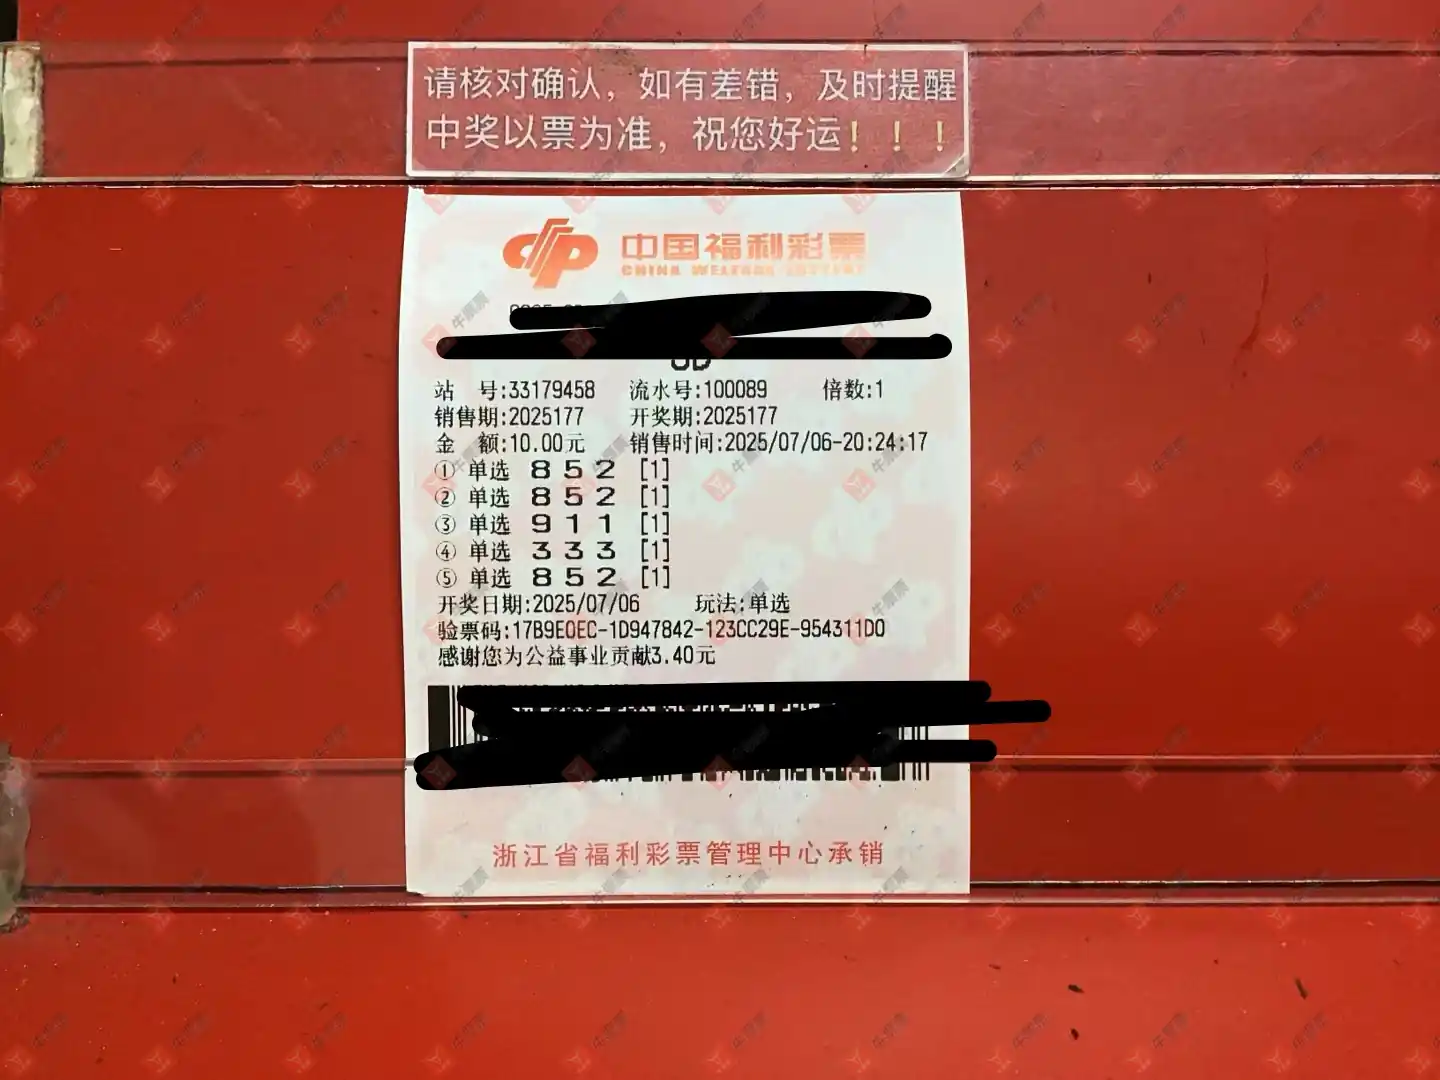 请核对确认，如有差错，及时提醒
中奖以票为准，祝您好运！！！
中国福利彩票
CHINA WELFARE LOTTERY
站 号:33179458 流水号:100089 倍数:1
销售期:2025177 开奖期:2025177
金 额:10.00元 销售时间:2025/07/06-20:24:17
① 单选 8 5 2 [1]
② 单选 8 5 2 [1]
③ 单选 9 1 1 [1]
④ 单选 3 3 3 [1]
⑤ 单选 8 5 2 [1]
开奖日期:2025/07/06 玩法:单选
验票码:17B9E0EC-1D947842-123CC29E-954311D0
感谢您为公益事业贡献3.40元
浙江省福利彩票管理中心承销